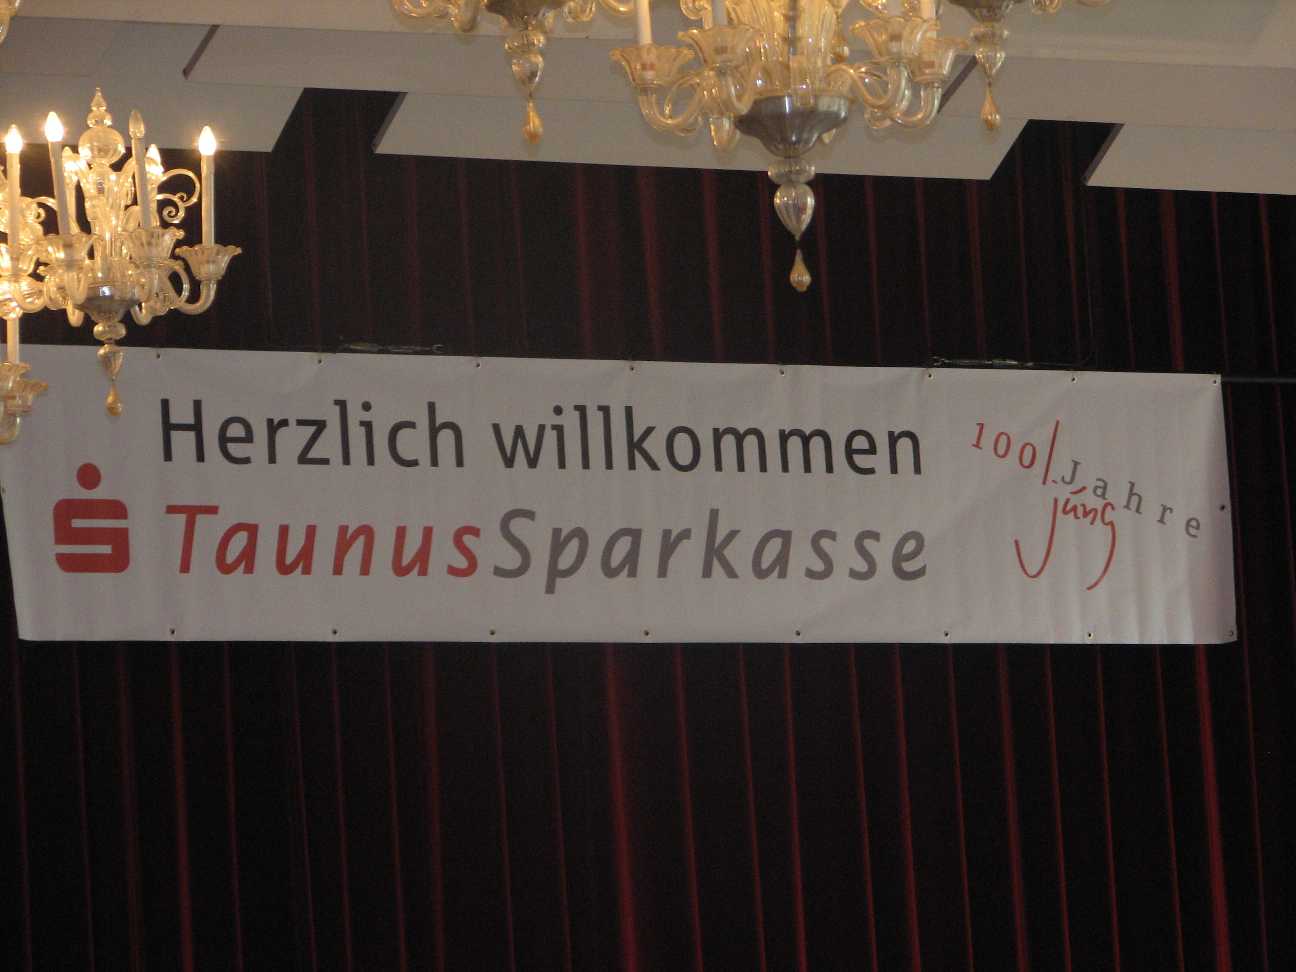 Herzlich willkommen
TaunusSparkasse
100 Jahre
jung